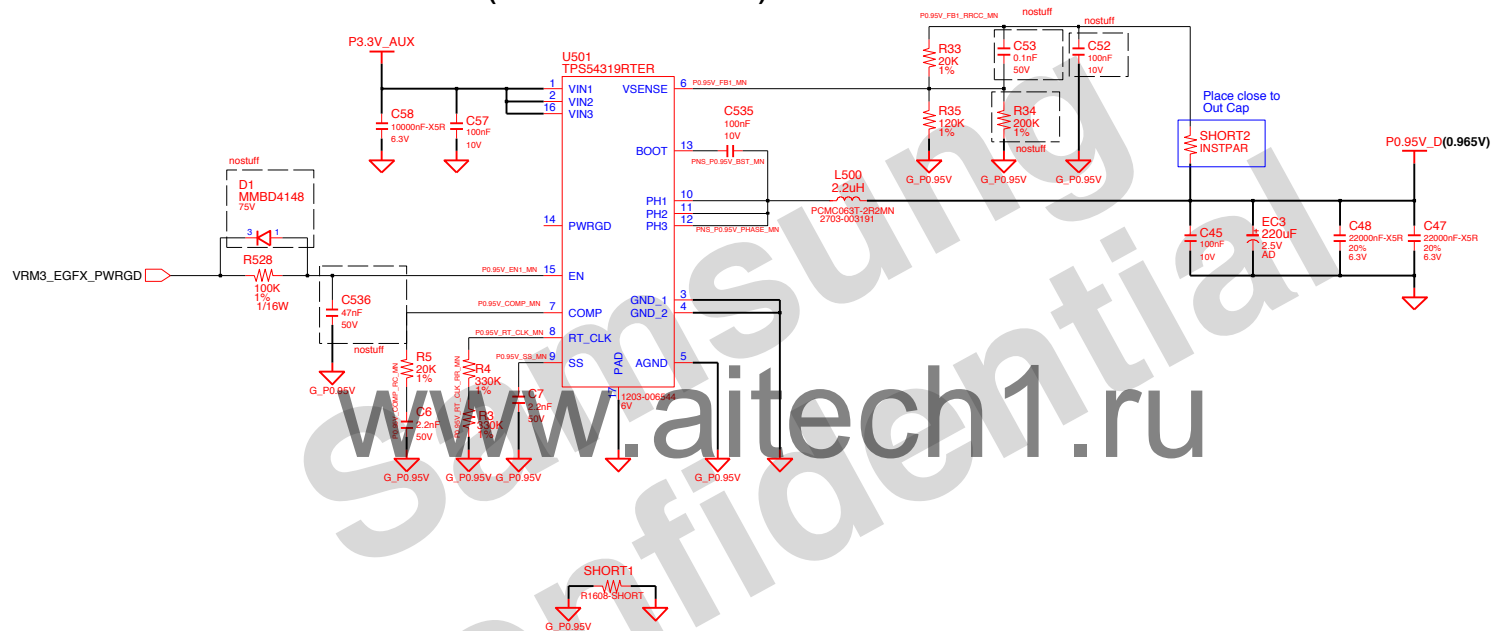 P3.3V_AUX
U501
TPS54319RTER
1 VIN1
2 VIN2
16 VIN3
VSENSE 6
P0.95V_FB1_MN
BOOT 13
PNS_P0.95V_BST_MN
PH1 10
PH2 11
PH3 12
PNS_P0.95V_PHASE_MN
14 PWRGD
15 EN
P0.95V_EN1_MN
7 COMP
P0.95V_COMP_MN
8 RT_CLK
P0.95V_RT_CLK_MN
9 SS
P0.95V_SS_MN
GND_1 3
GND_2 4
AGND 5
PAD
17
1203-006544
6V
C58
10000nF-X5R
6.3V
C57
100nF
10V
nostuff
D1
MMBD4148
75V
3 1
VRM3_EGFX_PWRGD
R528
100K
1%
1/16W
C536
47nF
50V
nostuff
G_P0.95V
R5
20K
1%
P0.95V_COMP_RC_MN
C6
2.2nF
50V
G_P0.95V
R4
330K
1%
P0.95V_RT_CLK_RR_MN
R3
330K
1%
G_P0.95V
C7
2.2nF
50V
G_P0.95V
G_P0.95V
C535
100nF
10V
L500
2.2uH
PCMC063T-2R2MN
2703-003191
P0.95V_FB1_RRCC_MN
R33
20K
1%
nostuff
C53
0.1nF
50V
nostuff
C52
100nF
10V
R35
120K
1%
R34
200K
1%
nostuff
G_P0.95V
G_P0.95V
G_P0.95V
Place close to
Out Cap
SHORT2
INSTPAR
P0.95V_D(0.965V)
C45
100nF
10V
EC3
220uF
2.5V
AD
C48
22000nF-X5R
20%
6.3V
C47
22000nF-X5R
20%
6.3V
SHORT1
R1608-SHORT
G_P0.95V
www.aitech1.ru
Samsung
Confidential